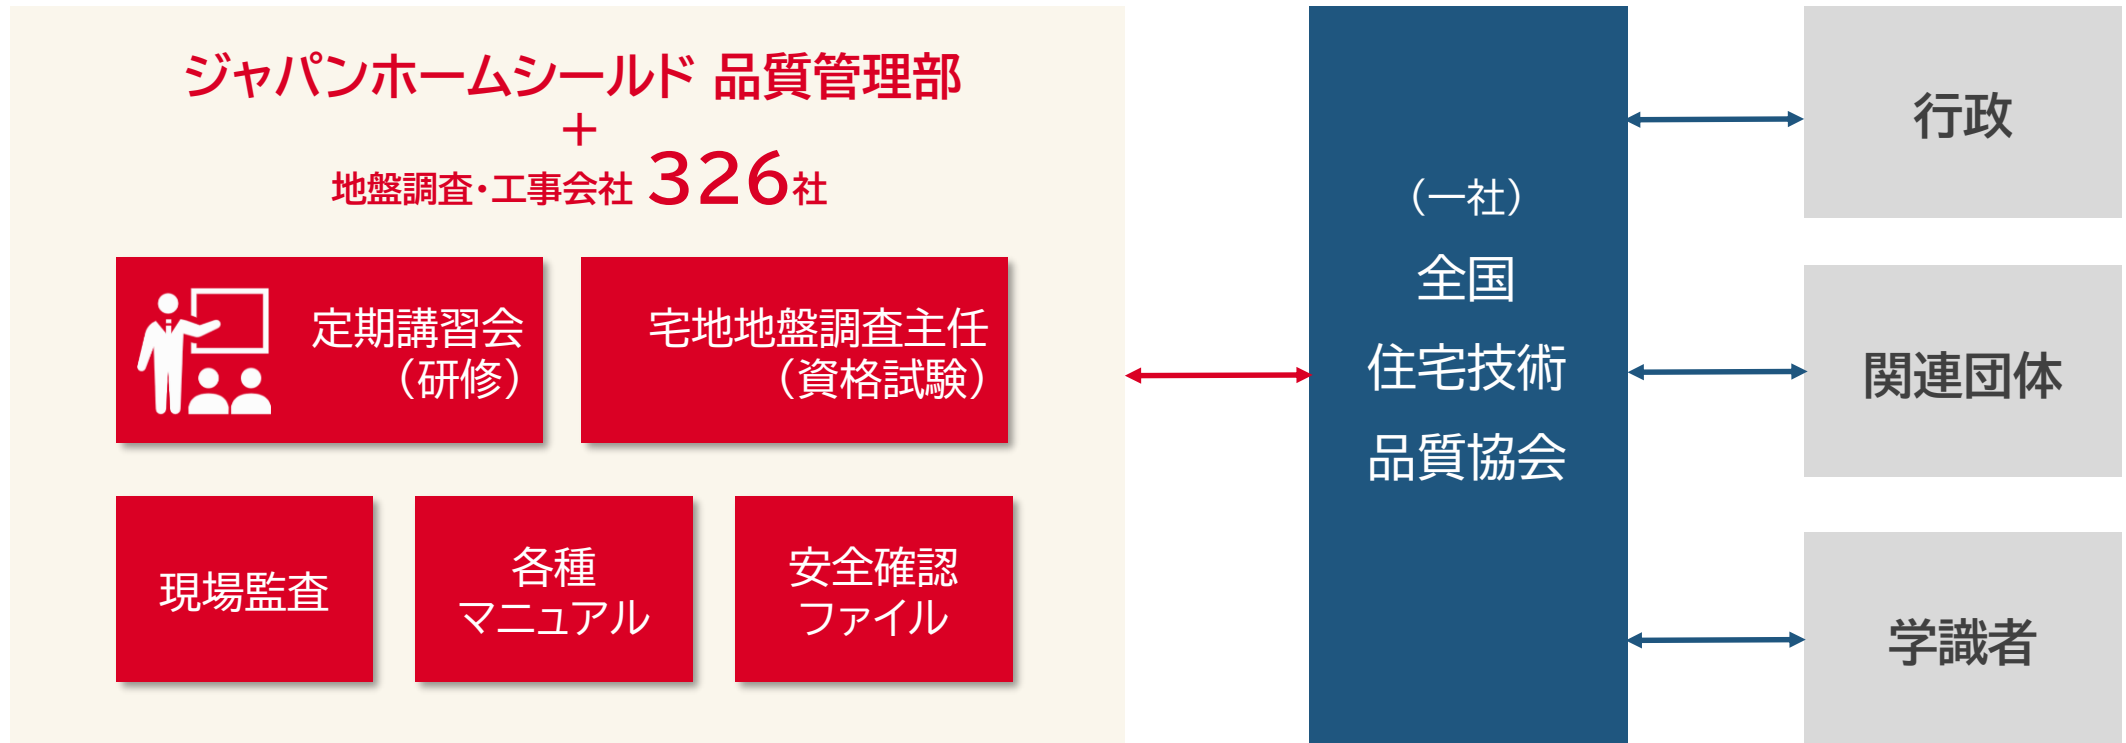 ジャパンホームシールド 品質管理部
＋
地盤調査・工事会社 326社
定期講習会
（研修）
宅地地盤調査主任
（資格試験）
現場監査
各種
マニュアル
安全確認
ファイル
（一社）
全国
住宅技術
品質協会
行政
関連団体
学識者